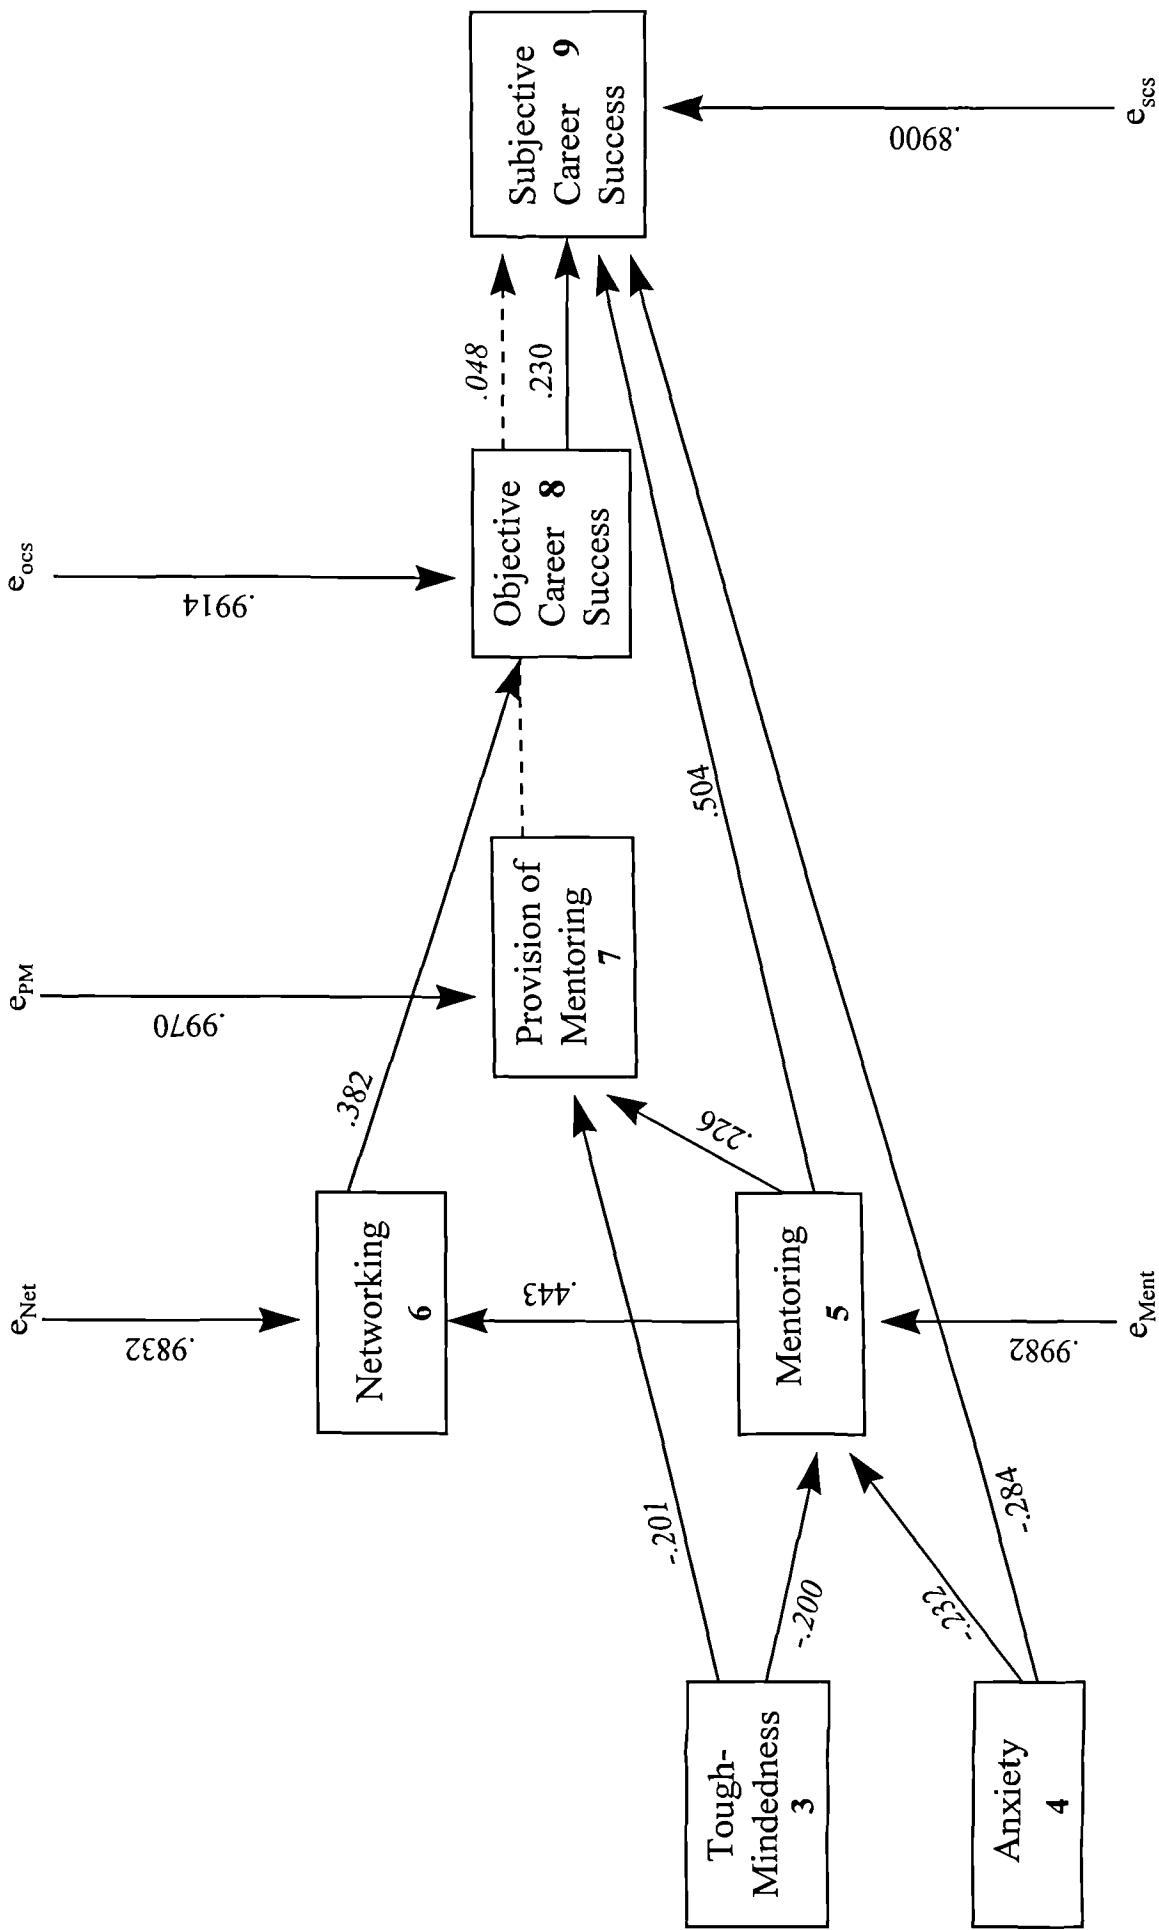 e_Net
.9832
e_PM
.9970
e_ocs
.9914
Networking
6
.382
Provision of
Mentoring
7
Objective
Career 8
Success
.048
.230
Subjective
Career 9
Success
.443
.226
.504
-.201
Tough-
Mindedness
3
-.200
Mentoring
5
-.232
-.284
Anxiety
4
.9982
e_Ment
.8900
e_scs